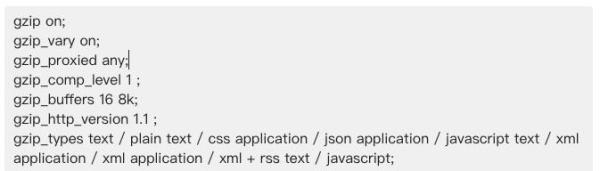 gzip on;
gzip_vary on;
gzip_proxied any;
gzip_comp_level 1 ;
gzip_buffers 16 8k;
gzip_http_version 1.1 ;
gzip_types text / plain text / css application / json application / javascript text / xml
application / xml application / xml + rss text / javascript;